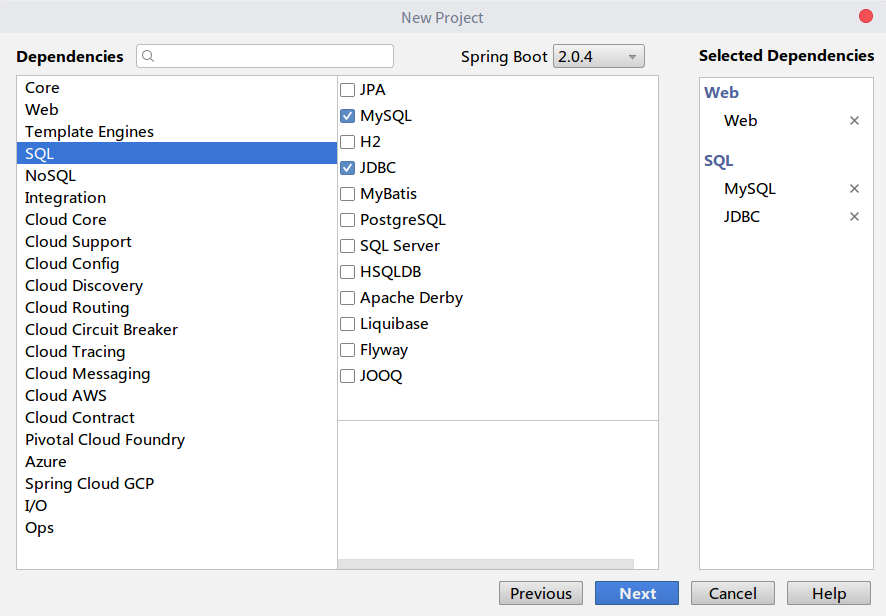 New Project
Dependencies
Spring Boot 2.0.4
Selected Dependencies
Core
Web
Template Engines
SQL
NoSQL
Integration
Cloud Core
Cloud Support
Cloud Config
Cloud Discovery
Cloud Routing
Cloud Circuit Breaker
Cloud Tracing
Cloud Messaging
Cloud AWS
Cloud Contract
Pivotal Cloud Foundry
Azure
Spring Cloud GCP
I/O
Ops
JPA
MySQL
H2
JDBC
MyBatis
PostgreSQL
SQL Server
HSQLDB
Apache Derby
Liquibase
Flyway
JOOQ
Web
Web
SQL
MySQL
JDBC
Previous
Next
Cancel
Help